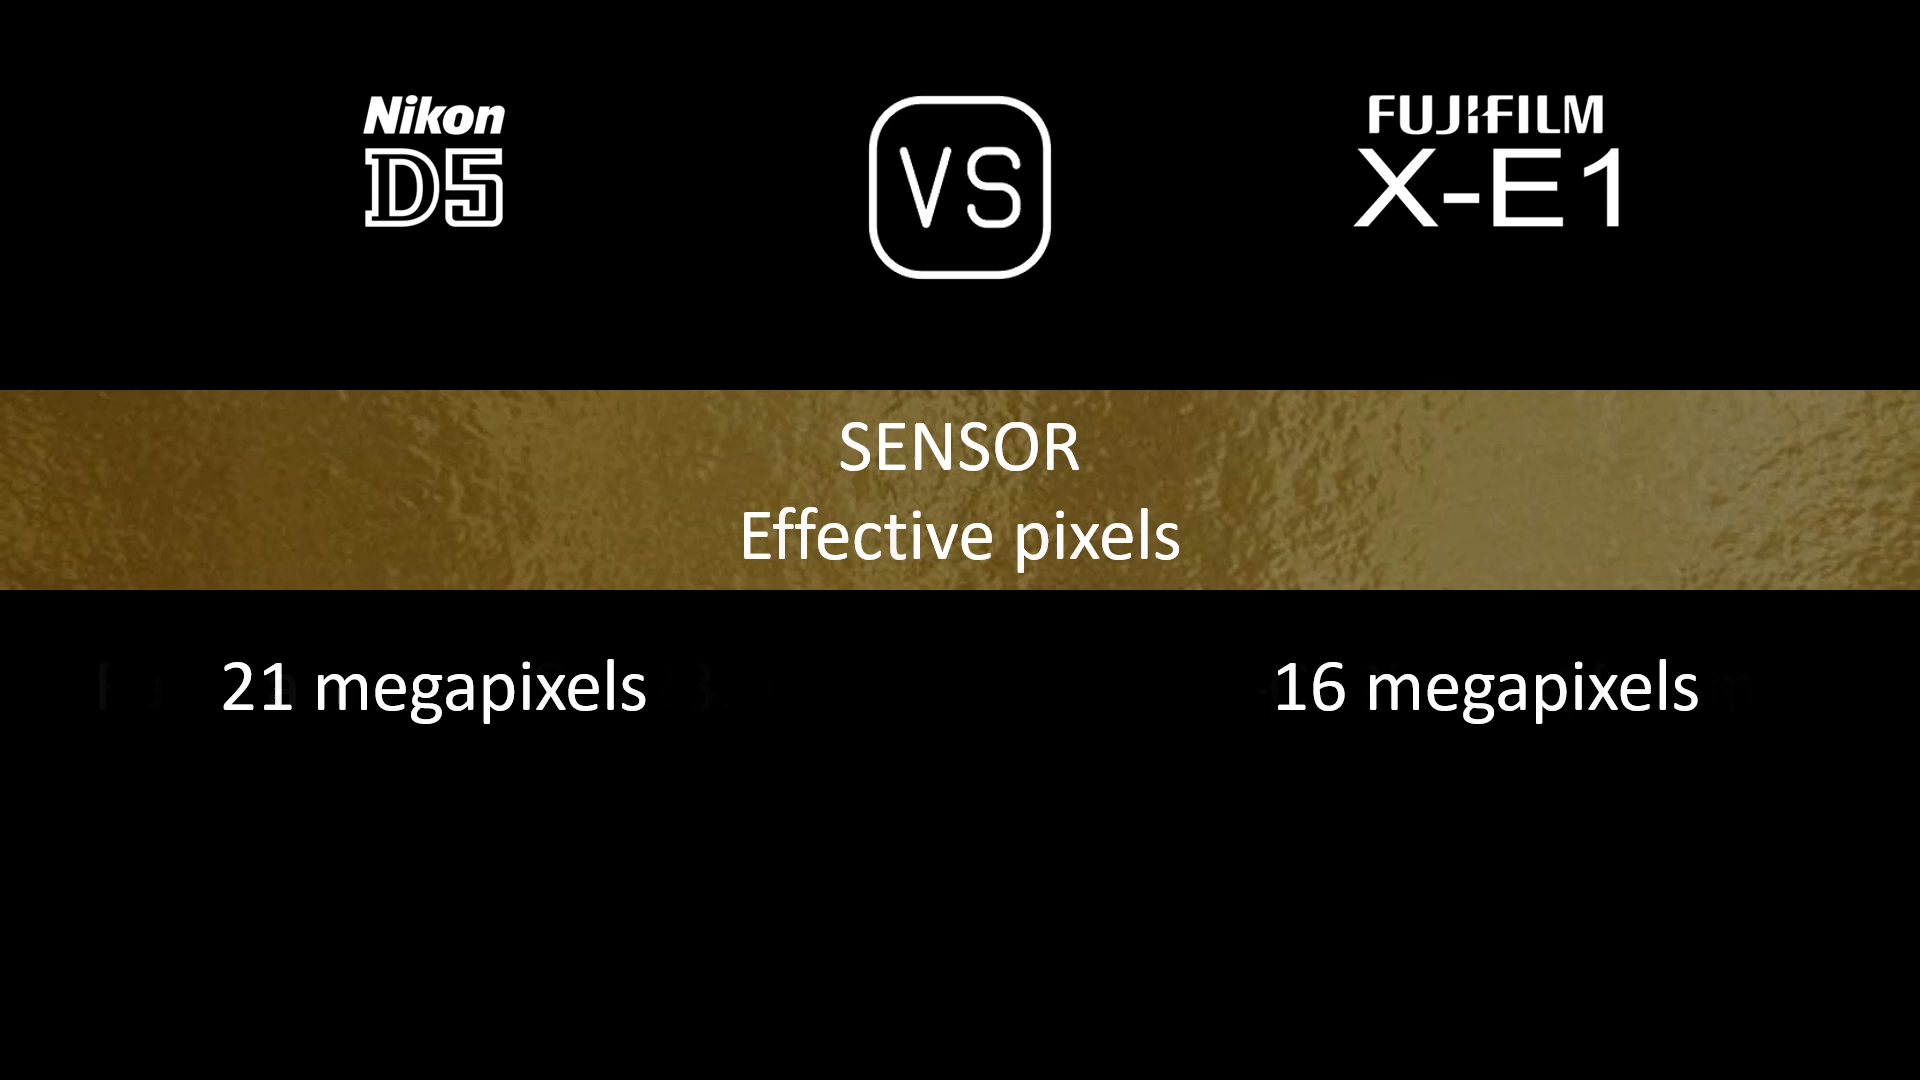 Nikon
D5
VS
FUJIFILM
X-E1
SENSOR
Effective pixels
21 megapixels
16 megapixels